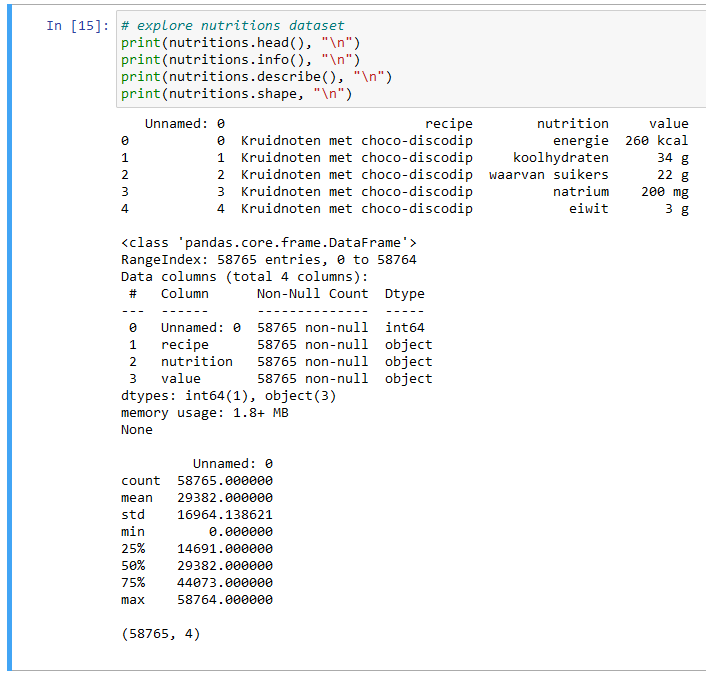 In [15]: # explore nutritions dataset
print(nutritions.head(), "\n")
print(nutritions.info(), "\n")
print(nutritions.describe(), "\n")
print(nutritions.shape, "\n")
Unnamed: 0 recipe nutrition value
0 0 Kruidnoten met choco-discodip energie 260 kcal
1 1 Kruidnoten met choco-discodip koolhydraten 34 g
2 2 Kruidnoten met choco-discodip waarvan suikers 22 g
3 3 Kruidnoten met choco-discodip natrium 200 mg
4 4 Kruidnoten met choco-discodip eiwit 3 g
<class 'pandas.core.frame.DataFrame'>
RangeIndex: 58765 entries, 0 to 58764
Data columns (total 4 columns):
# Column Non-Null Count Dtype
--- ------ -------------- -----
0 Unnamed: 0 58765 non-null int64
1 recipe 58765 non-null object
2 nutrition 58765 non-null object
3 value 58765 non-null object
dtypes: int64(1), object(3)
memory usage: 1.8+ MB
None
Unnamed: 0
count 58765.000000
mean 29382.000000
std 16964.138621
min 0.000000
25% 14691.000000
50% 29382.000000
75% 44073.000000
max 58764.000000
(58765, 4)